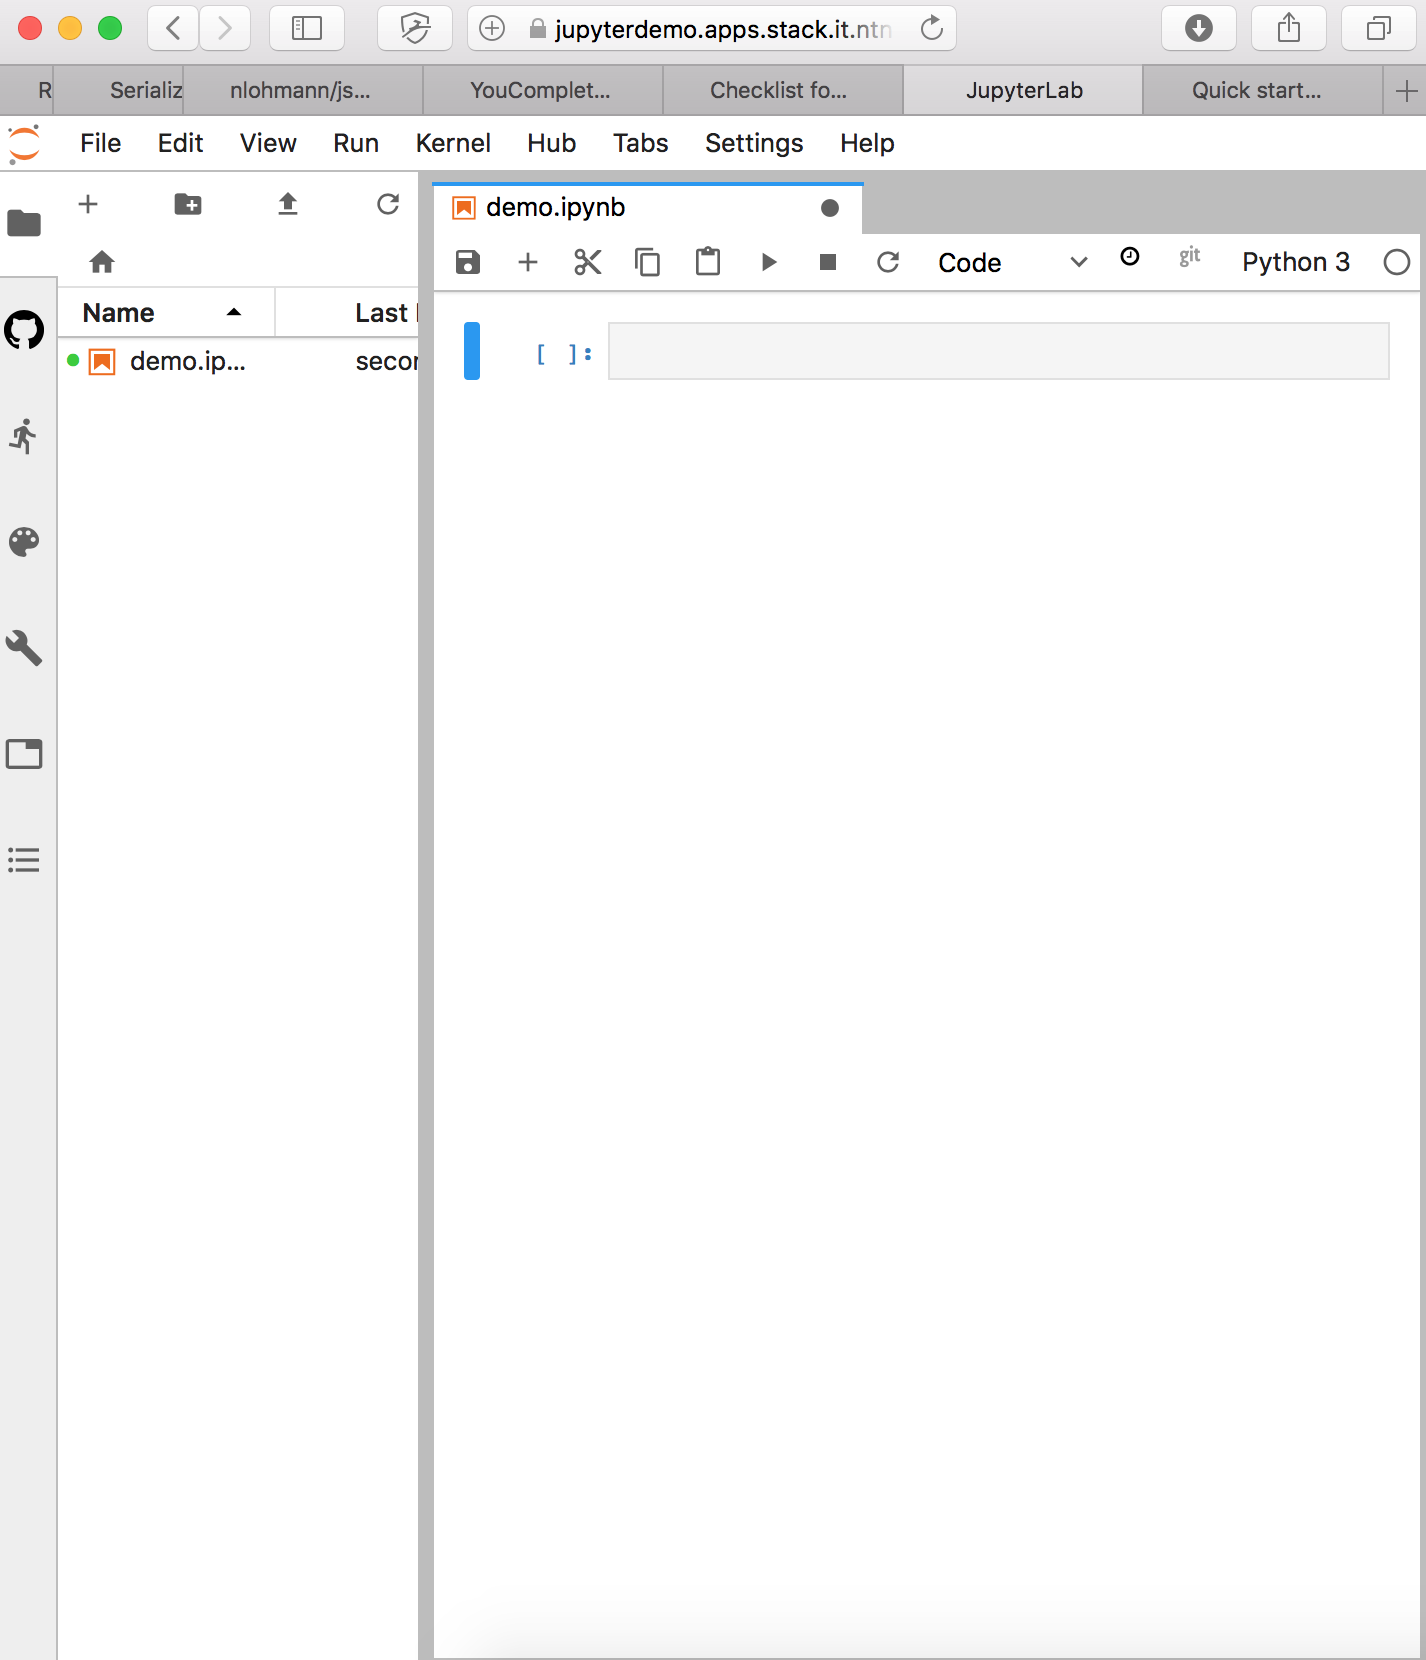 jupyterdemo.apps.stack.it.ntn
R Serializ nlohmann/js... YouComplet... Checklist fo... JupyterLab Quick start...
File Edit View Run Kernel Hub Tabs Settings Help
demo.ipynb
Code git Python 3
Name Last
demo.ip... secon
[ ]: